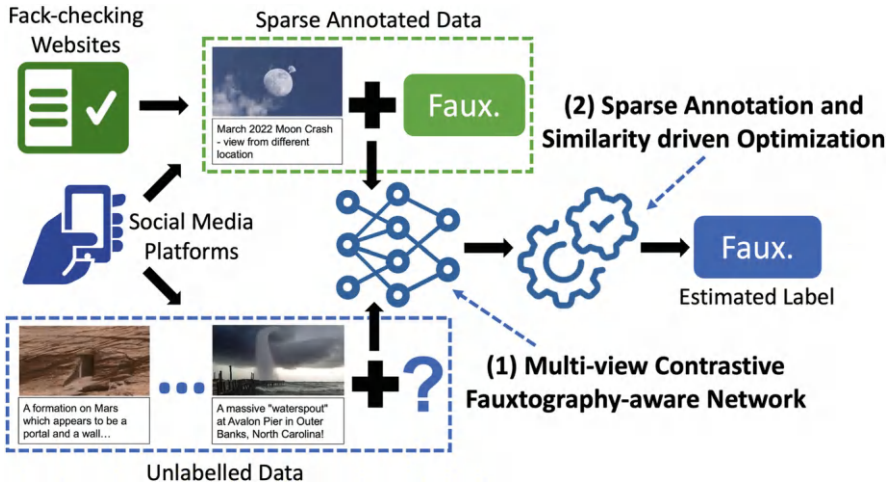 Fack-checking
Websites
Sparse Annotated Data
March 2022 Moon Crash
- view from different
location
Faux.
(2) Sparse Annotation and
Similarity driven Optimization
Social Media
Platforms
Faux.
Estimated Label
(1) Multi-view Contrastive
Fauxtography-aware Network
A formation on Mars
which appears to be a
portal and a wall...
A massive "waterspout"
at Avalon Pier in Outer
Banks, North Carolina!
?
Unlabelled Data